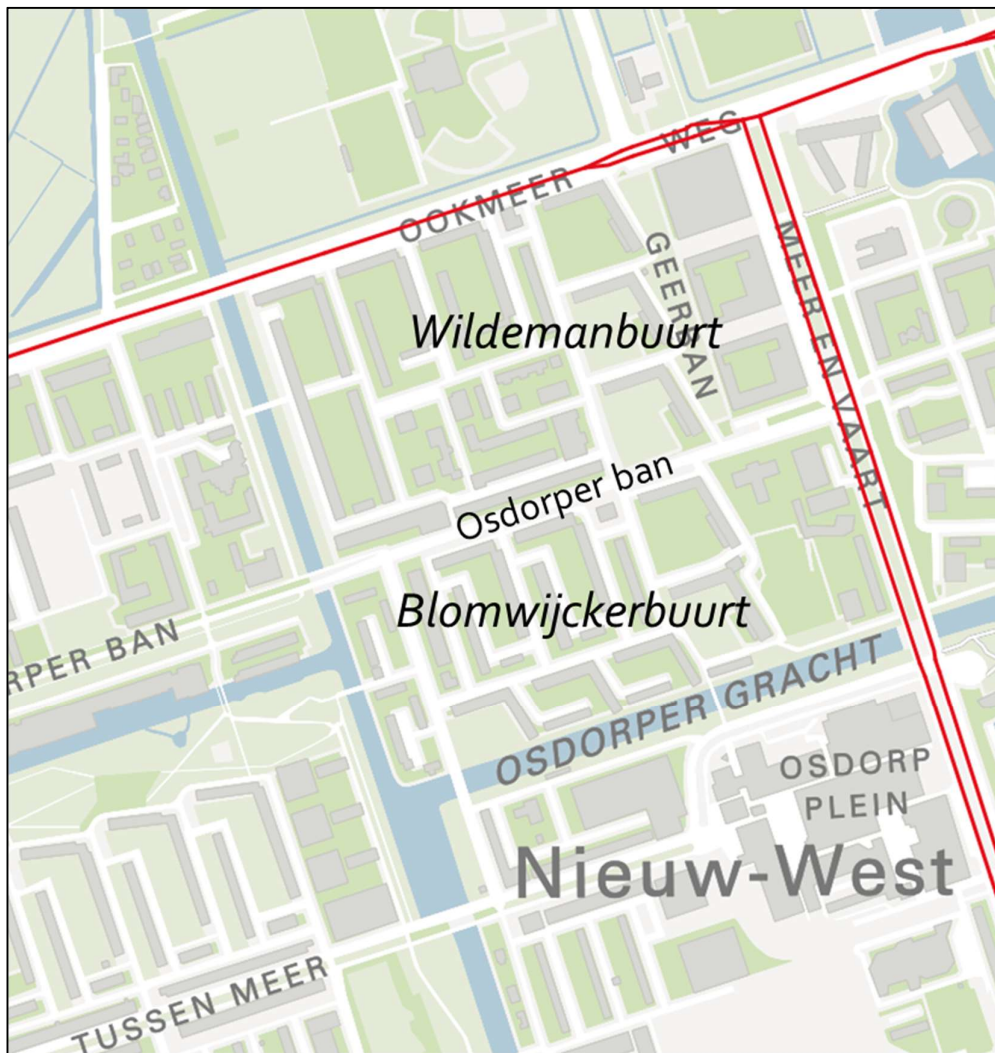 OOKMEER WEG
GEERBAN
MEER EN VAART
Wildemanbuurt
Osdorper ban
Blomwijckerbuurt
RPER BAN
OSDORPER GRACHT
OSDORP
PLEIN
Nieuw-West
TUSSEN MEER